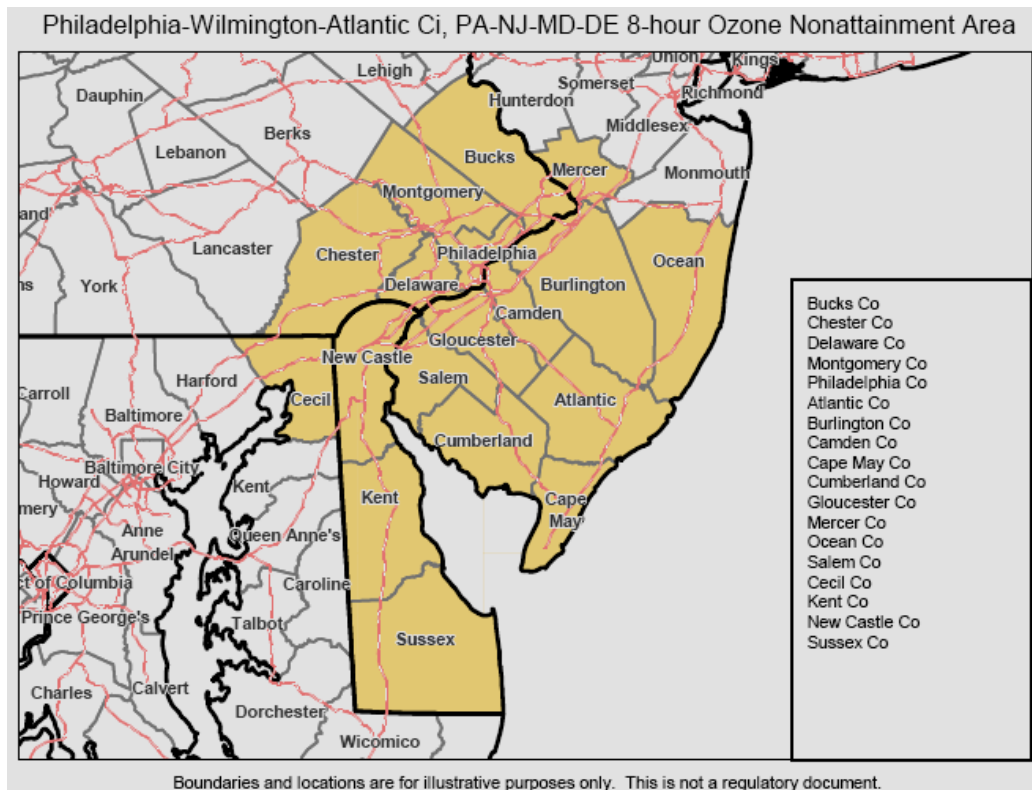 Philadelphia-Wilmington-Atlantic Ci, PA-NJ-MD-DE 8-hour Ozone Nonattainment Area
Union
Kings
Lehigh
Somerset
Richmond
Dauphin
Hunterdon
Middlesex
Berks
Lebanon
Bucks
Mercer
Monmouth
Montgomery
Lancaster
Chester
Philadelphia
Ocean
York
Delaware
Burlington
Camden
Gloucester
New Castle
Harford
Salem
Carroll
Cecil
Atlantic
Baltimore
Cumberland
Baltimore City
Howard
Kent
Kent
Cape
May
Anne
Arundel
Queen Anne's
ct of Columbia
Caroline
Prince George's
Talbot
Sussex
Charles
Calvert
Dorchester
Wicomico
Bucks Co
Chester Co
Delaware Co
Montgomery Co
Philadelphia Co
Atlantic Co
Burlington Co
Camden Co
Cape May Co
Cumberland Co
Gloucester Co
Mercer Co
Ocean Co
Salem Co
Cecil Co
Kent Co
New Castle Co
Sussex Co
Boundaries and locations are for illustrative purposes only. This is not a regulatory document.